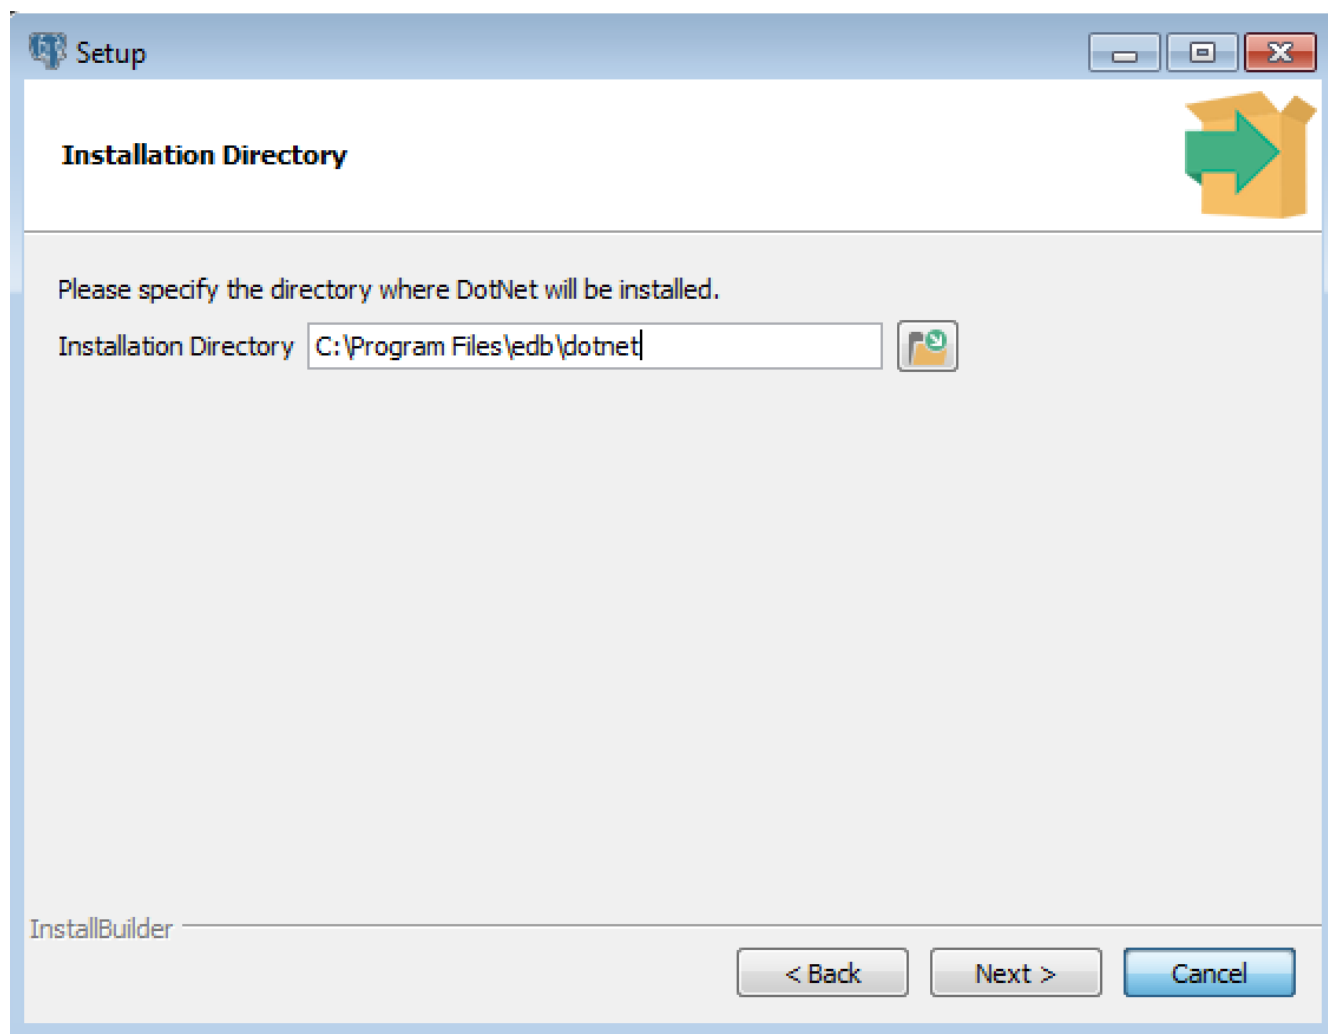 Setup
Installation Directory
Please specify the directory where DotNet will be installed.
Installation Directory C:\Program Files\edb\dotnet
InstallBuilder
< Back Next > Cancel